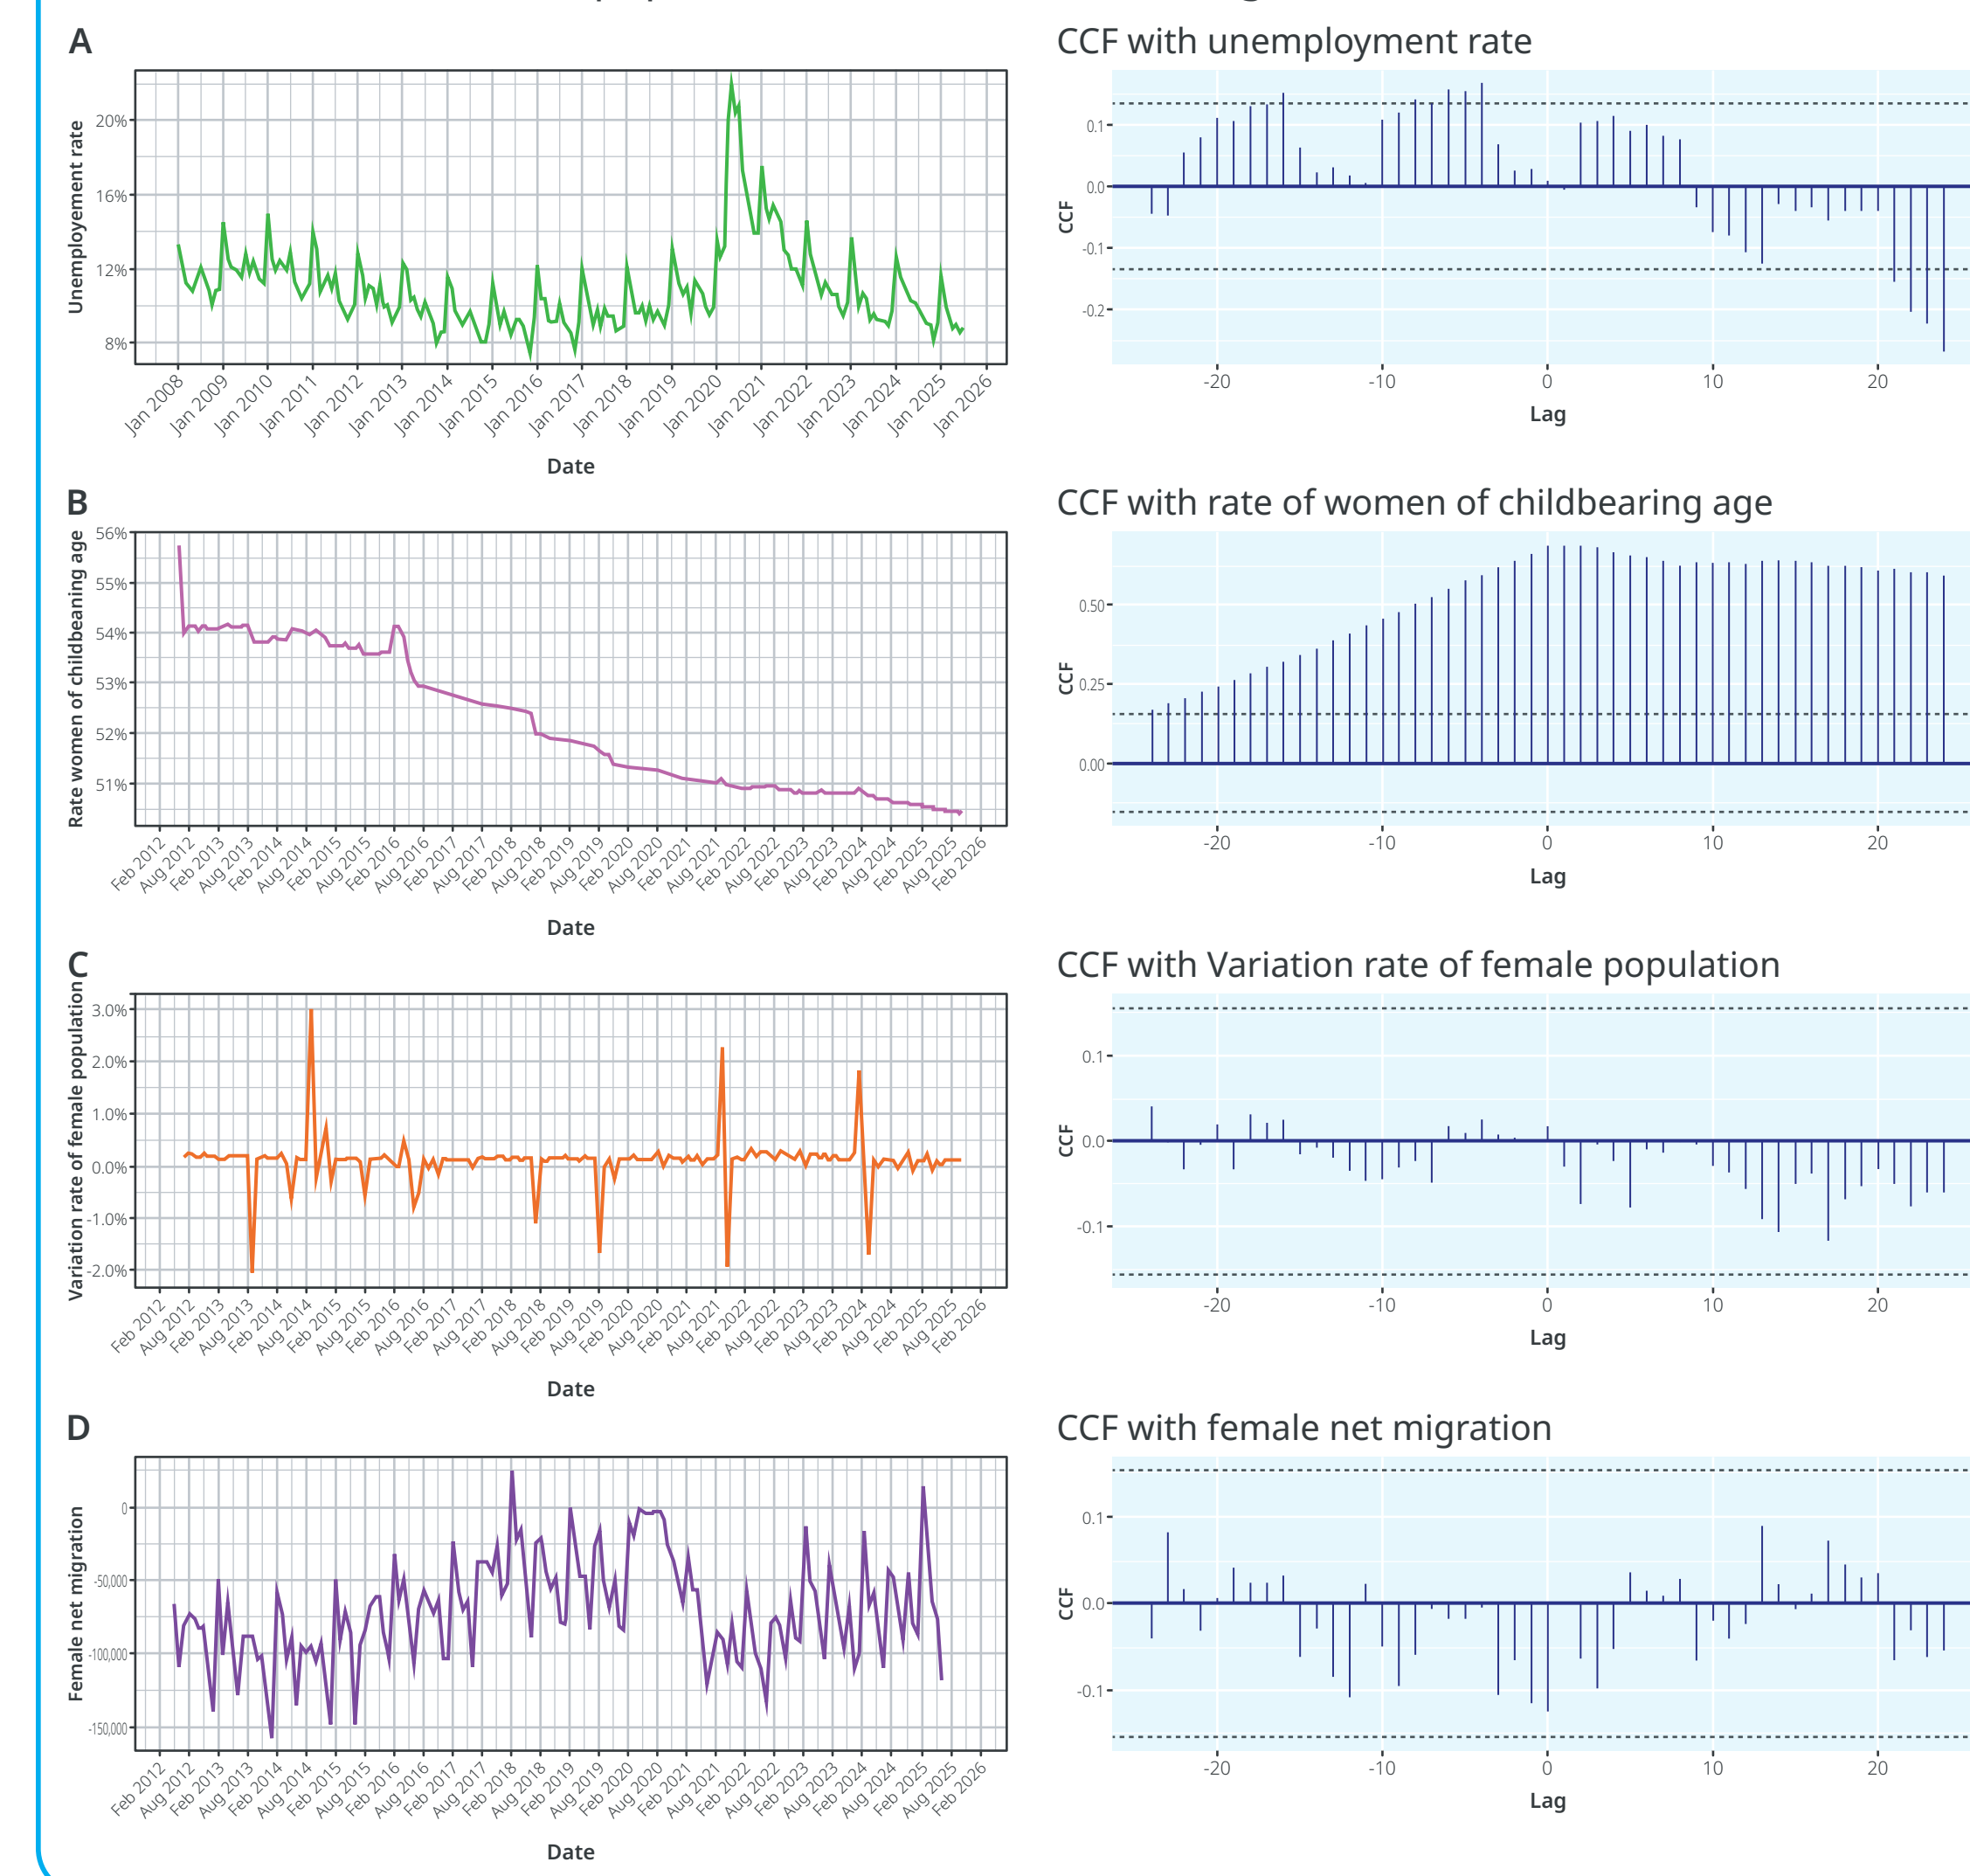 A
CCF with unemployment rate
Unemployement rate
20%
16%
12%
8%
Jan 2008
Jan 2009
Jan 2010
Jan 2011
Jan 2012
Jan 2013
Jan 2014
Jan 2015
Jan 2016
Jan 2017
Jan 2018
Jan 2019
Jan 2020
Jan 2021
Jan 2022
Jan 2023
Jan 2024
Jan 2025
Jan 2026
Date
CCF
0.1
0.0
-0.1
-0.2
-20
-10
0
10
20
Lag
B
CCF with rate of women of childbearing age
Rate women of childbeaning age
56%
55%
54%
53%
52%
51%
Feb 2012
Aug 2012
Feb 2013
Aug 2013
Feb 2014
Aug 2014
Feb 2015
Aug 2015
Feb 2016
Aug 2016
Feb 2017
Aug 2017
Feb 2018
Aug 2018
Feb 2019
Aug 2019
Feb 2020
Aug 2020
Feb 2021
Aug 2021
Feb 2022
Aug 2022
Feb 2023
Aug 2023
Feb 2024
Aug 2024
Feb 2025
Aug 2025
Feb 2026
Date
CCF
0.50
0.25
0.00
-20
-10
0
10
20
Lag
C
CCF with Variation rate of female population
Variation rate of female population
3.0%
2.0%
1.0%
0.0%
-1.0%
-2.0%
Feb 2012
Aug 2012
Feb 2013
Aug 2013
Feb 2014
Aug 2014
Feb 2015
Aug 2015
Feb 2016
Aug 2016
Feb 2017
Aug 2017
Feb 2018
Aug 2018
Feb 2019
Aug 2019
Feb 2020
Aug 2020
Feb 2021
Aug 2021
Feb 2022
Aug 2022
Feb 2023
Aug 2023
Feb 2024
Aug 2024
Feb 2025
Aug 2025
Feb 2026
Date
CCF
0.1
0.0
-0.1
-20
-10
0
10
20
Lag
D
CCF with female net migration
Female net migration
0
-50,000
-100,000
-150,000
Feb 2012
Aug 2012
Feb 2013
Aug 2013
Feb 2014
Aug 2014
Feb 2015
Aug 2015
Feb 2016
Aug 2016
Feb 2017
Aug 2017
Feb 2018
Aug 2018
Feb 2019
Aug 2019
Feb 2020
Aug 2020
Feb 2021
Aug 2021
Feb 2022
Aug 2022
Feb 2023
Aug 2023
Feb 2024
Aug 2024
Feb 2025
Aug 2025
Feb 2026
Date
CCF
0.1
0.0
-0.1
-20
-10
0
10
20
Lag